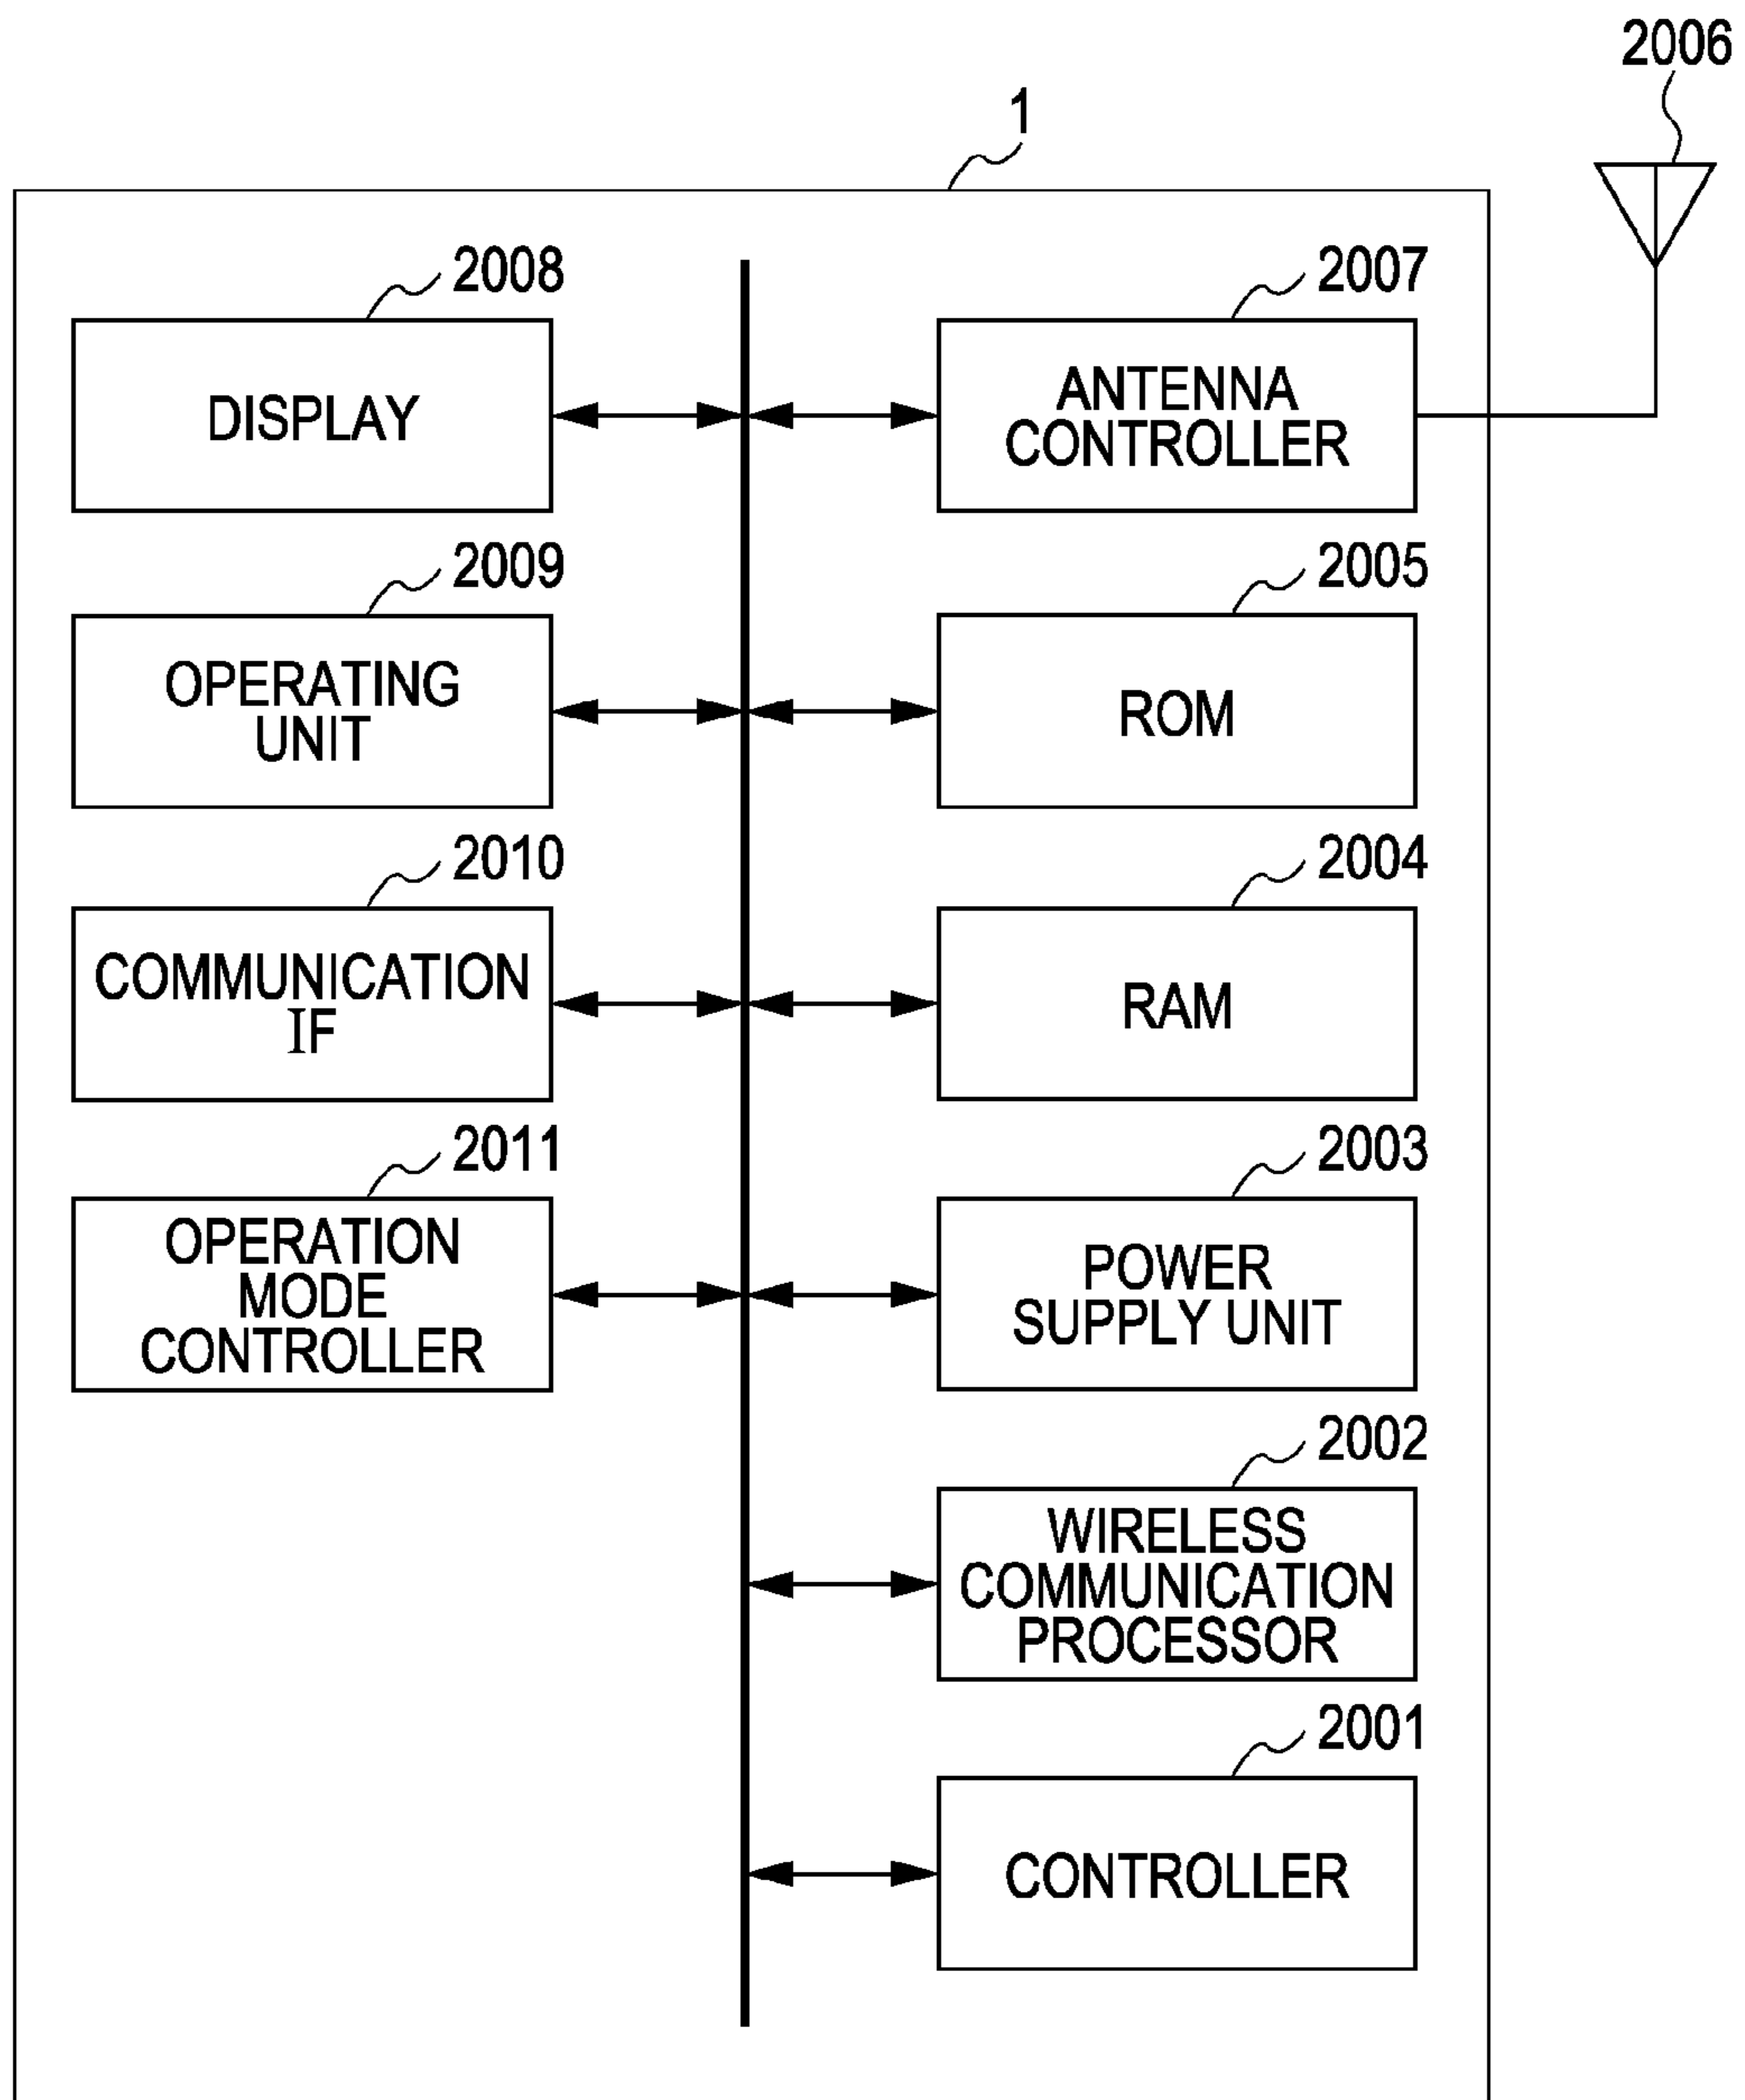 2006
1
2008
DISPLAY
2007
ANTENNA
CONTROLLER
2009
OPERATING
UNIT
2005
ROM
2010
COMMUNICATION
IF
2004
RAM
2011
OPERATION
MODE
CONTROLLER
2003
POWER
SUPPLY UNIT
2002
WIRELESS
COMMUNICATION
PROCESSOR
2001
CONTROLLER